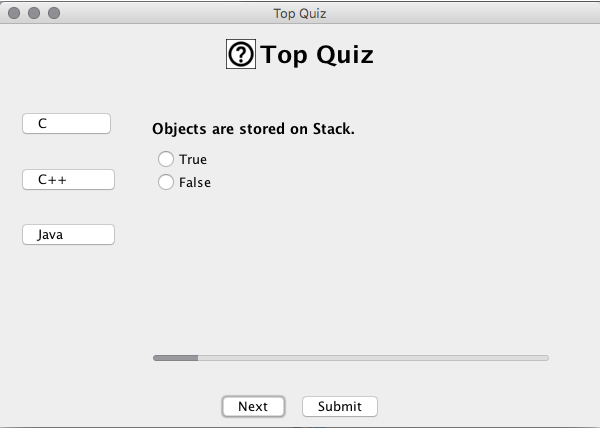 Top Quiz
Top Quiz
C
Objects are stored on Stack.
True
C++
False
Java
Next
Submit